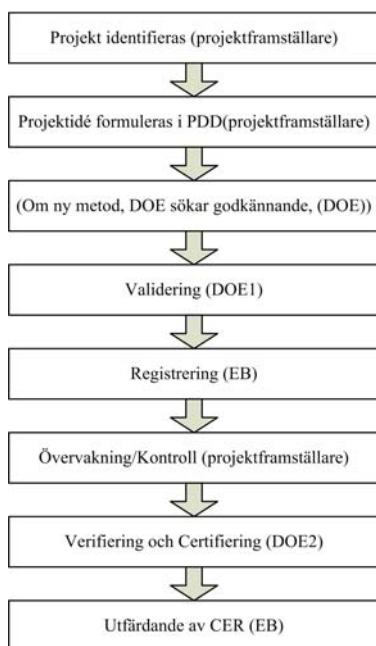 Projekt identifieras (projektframställare)
Projektidé formuleras i PDD(projektframställare)
(Om ny metod, DOE sökar godkännande, (DOE))
Validering (DOE1)
Registrering (EB)
Övervakning/Kontroll (projektframställare)
Verifiering och Certifiering (DOE2)
Utfärdande av CER (EB)